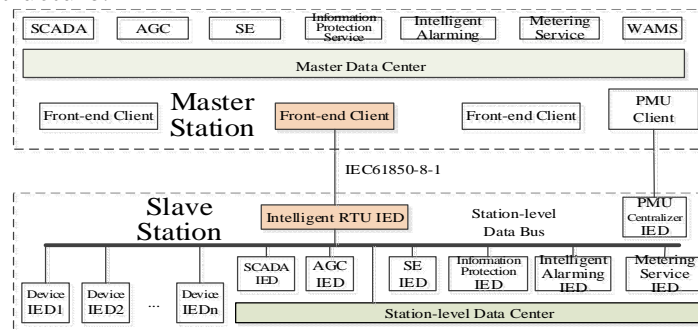 SCADA
AGC
SE
Information
Protection
Service
Intelligent
Alarming
Metering
Service
WAMS
Master Data Center
Front-end Client
Master
Station
Front-end Client
Front-end Client
PMU
Client
IEC61850-8-1
Slave
Station
Intelligent RTU IED
Station-level
Data Bus
PMU
Centralizer
IED
SCADA
IED
AGC
IED
SE
IED
Information
Protection
IED
Intelligent
Alarming
IED
Metering
Service
IED
Device
IED1
Device
IED2
...
Device
IEDn
Station-level Data Center